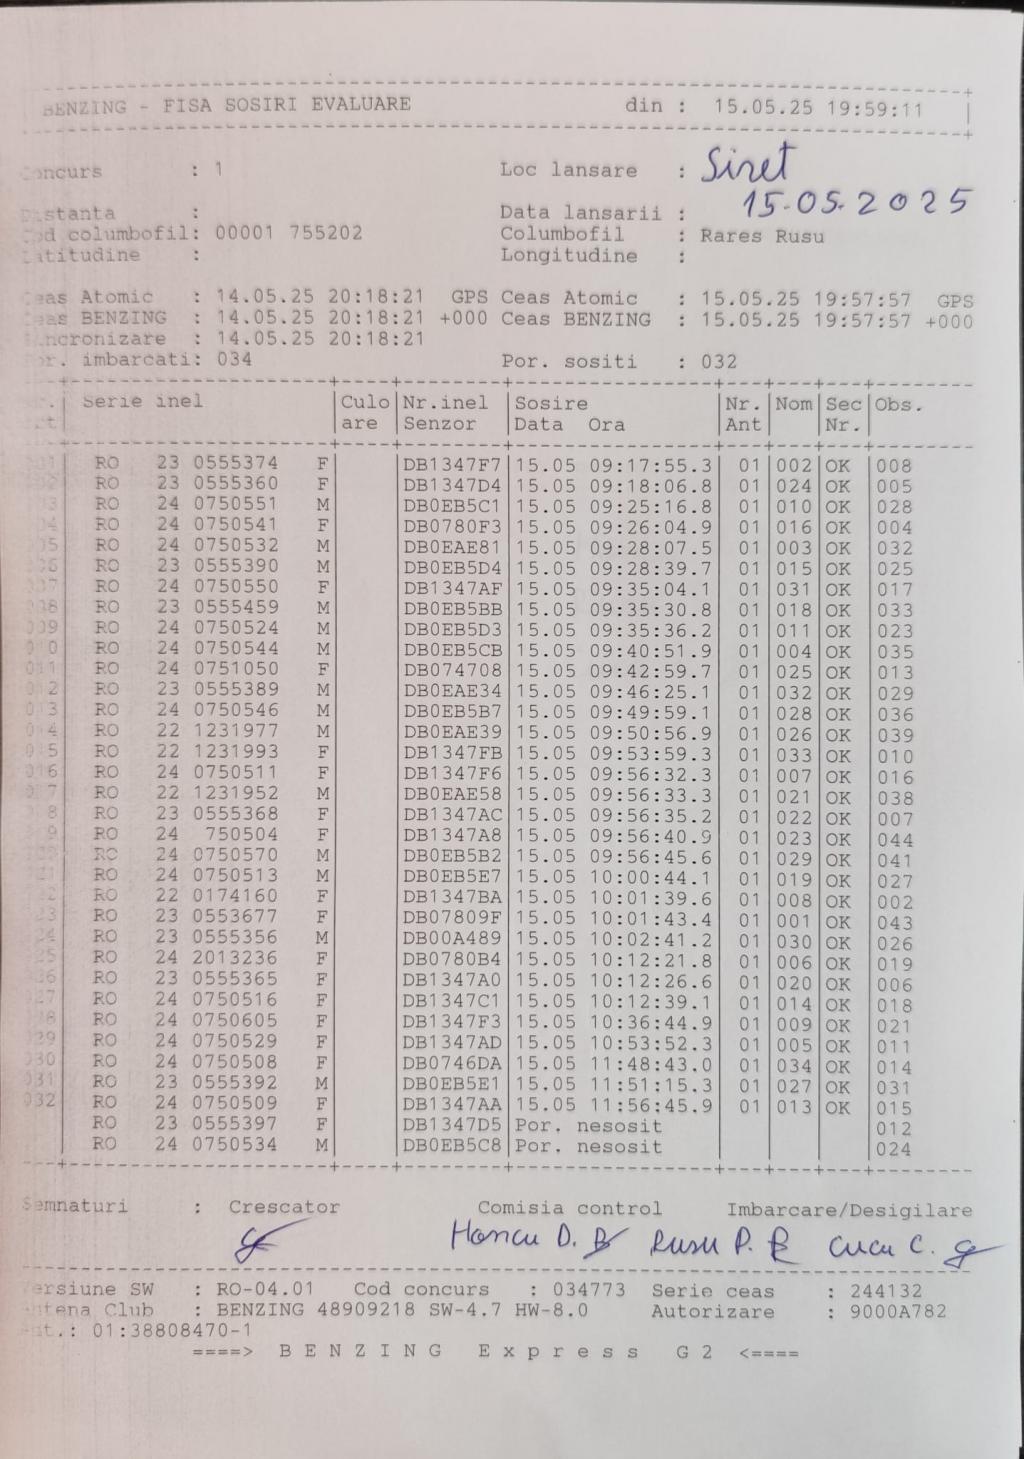 BENZING - FISA SOSIRI EVALUARE din : 15.05.25 19:59:11
Concurs : 1 Loc lansare : Siret
Distanta : Data lansarii : 15.05.2025
Cod columbofil: 00001 755202 Columbofil : Rares Rusu
Latitudine : Longitudine :
Ceas Atomic : 14.05.25 20:18:21 GPS Ceas Atomic : 15.05.25 19:57:57 GPS
Ceas BENZING : 14.05.25 20:18:21 +000 Ceas BENZING : 15.05.25 19:57:57 +000
Sincronizare : 14.05.25 20:18:21
Por. imbarcati: 034 Por. sositi : 032
Serie inel Culo Nr.inel Sosire Nr. Nom Sec Obs.
are Senzor Data Ora Ant Nr.
RO 23 0555374 F DB1347F7 15.05 09:17:55.3 01 002 OK 008
RO 23 0555360 F DB1347D4 15.05 09:18:06.8 01 024 OK 005
RO 24 0750551 M DB0EB5C1 15.05 09:25:16.8 01 010 OK 028
RO 24 0750541 F DB0780F3 15.05 09:26:04.9 01 016 OK 004
RO 24 0750532 M DB0EAE81 15.05 09:28:07.5 01 003 OK 032
RO 23 0555390 M DB0EB5D4 15.05 09:28:39.7 01 015 OK 025
RO 24 0750550 F DB1347AF 15.05 09:35:04.1 01 031 OK 017
RO 23 0555459 M DB0EB5BB 15.05 09:35:30.8 01 018 OK 033
009 RO 24 0750524 M DB0EB5D3 15.05 09:35:36.2 01 011 OK 023
010 RO 24 0750544 M DB0EB5CB 15.05 09:40:51.9 01 004 OK 035
011 RO 24 0751050 F DB074708 15.05 09:42:59.7 01 025 OK 013
012 RO 23 0555389 M DB0EAE34 15.05 09:46:25.1 01 032 OK 029
013 RO 24 0750546 M DB0EB5B7 15.05 09:49:59.1 01 028 OK 036
014 RO 22 1231977 M DB0EAE39 15.05 09:50:56.9 01 026 OK 039
015 RO 22 1231993 F DB1347FB 15.05 09:53:59.3 01 033 OK 010
016 RO 24 0750511 F DB1347F6 15.05 09:56:32.3 01 007 OK 016
RO 22 1231952 M DB0EAE58 15.05 09:56:33.3 01 021 OK 038
RO 23 0555368 F DB1347AC 15.05 09:56:35.2 01 022 OK 007
RO 24 750504 F DB1347A8 15.05 09:56:40.9 01 023 OK 044
RO 24 0750570 M DB0EB5B2 15.05 09:56:45.6 01 029 OK 041
RO 24 0750513 M DB0EB5E7 15.05 10:00:44.1 01 019 OK 027
RO 22 0174160 F DB1347BA 15.05 10:01:39.6 01 008 OK 002
RO 23 0553677 F DB07809F 15.05 10:01:43.4 01 001 OK 043
RO 23 0555356 M DB00A489 15.05 10:02:41.2 01 030 OK 026
RO 24 2013236 F DB0780B4 15.05 10:12:21.8 01 006 OK 019
RO 23 0555365 F DB1347A0 15.05 10:12:26.6 01 020 OK 006
RO 24 0750516 F DB1347C1 15.05 10:12:39.1 01 014 OK 018
RO 24 0750605 F DB1347F3 15.05 10:36:44.9 01 009 OK 021
029 RO 24 0750529 F DB1347AD 15.05 10:53:52.3 01 005 OK 011
030 RO 24 0750508 F DB0746DA 15.05 11:48:43.0 01 034 OK 014
031 RO 23 0555392 M DB0EB5E1 15.05 11:51:15.3 01 027 OK 031
032 RO 24 0750509 F DB1347AA 15.05 11:56:45.9 01 013 OK 015
RO 23 0555397 F DB1347D5 Por. nesosit 012
RO 24 0750534 M DB0EB5C8 Por. nesosit 024
Semnaturi : Crescator Comisia control Imbarcare/Desigilare
Hancu D. Rusu P. Cucu C.
Versiune SW : RO-04.01 Cod concurs : 034773 Serie ceas : 244132
Antena Club : BENZING 48909218 SW-4.7 HW-8.0 Autorizare : 9000A782
Ant.: 01:38808470-1
====> B E N Z I N G E x p r e s s G 2 <====